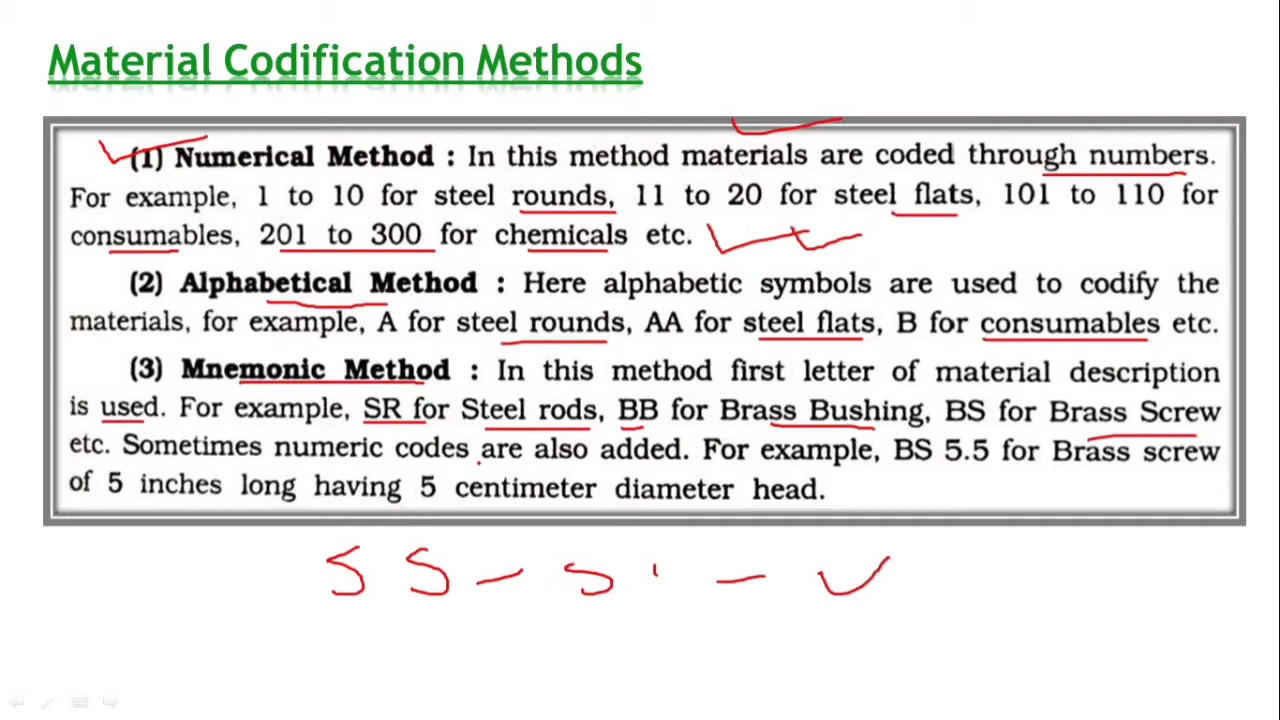 Material Codification Methods
(1) Numerical Method : In this method materials are coded through numbers.
For example, 1 to 10 for steel rounds, 11 to 20 for steel flats, 101 to 110 for
consumables, 201 to 300 for chemicals etc.
(2) Alphabetical Method : Here alphabetic symbols are used to codify the
materials, for example, A for steel rounds, AA for steel flats, B for consumables etc.
(3) Mnemonic Method : In this method first letter of material description
is used. For example, SR for Steel rods, BB for Brass Bushing, BS for Brass Screw
etc. Sometimes numeric codes are also added. For example, BS 5.5 for Brass screw
of 5 inches long having 5 centimeter diameter head.
SS -